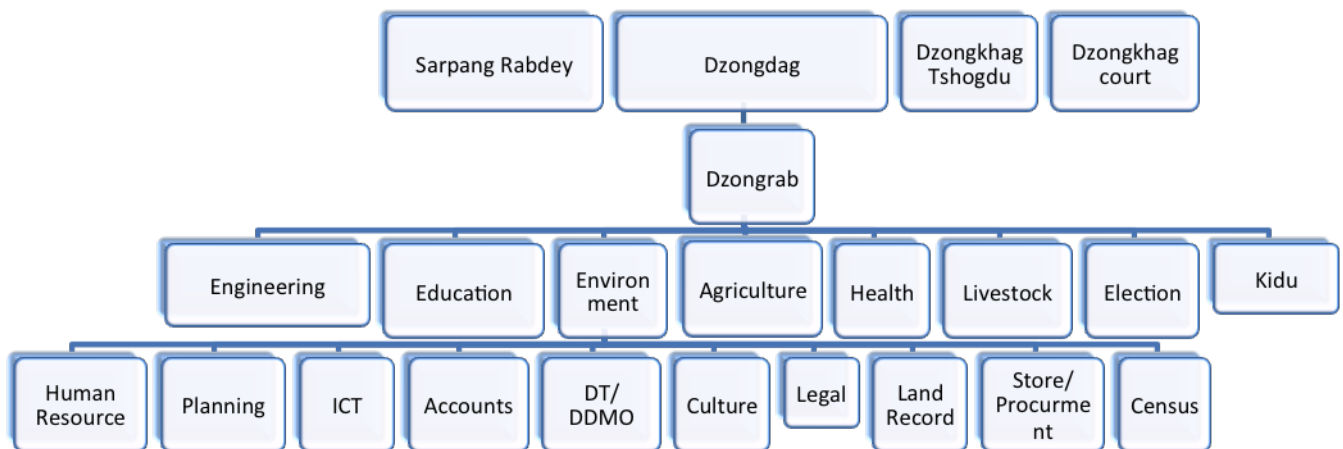 Sarpang Rabdey
Dzongdag
Dzongkhag
Tshogdu
Dzongkhag
court
Dzongrab
Engineering
Education
Environ
ment
Agriculture
Health
Livestock
Election
Kidu
Human
Resource
Planning
ICT
Accounts
DT/
DDMO
Culture
Legal
Land
Record
Store/
Procurme
nt
Census